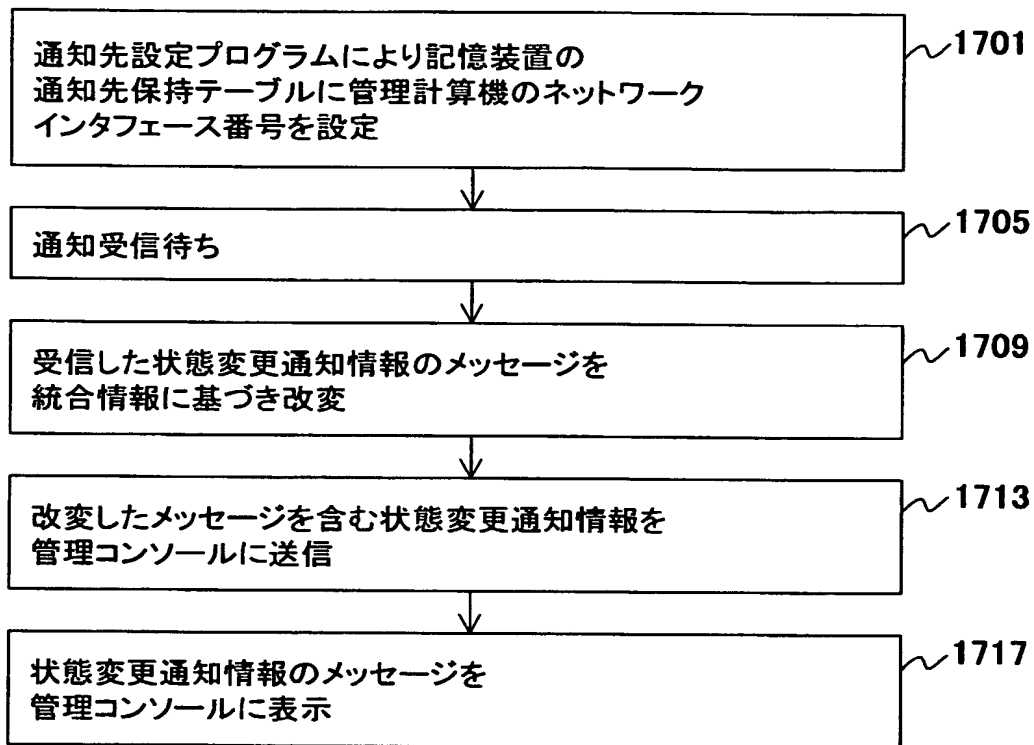 通知先設定プログラムにより記憶装置の
通知先保持テーブルに管理計算機のネットワーク
インタフェース番号を設定
1701
通知受信待ち
1705
受信した状態変更通知情報のメッセージを
統合情報に基づき改変
1709
改変したメッセージを含む状態変更通知情報を
管理コンソールに送信
1713
状態変更通知情報のメッセージを
管理コンソールに表示
1717